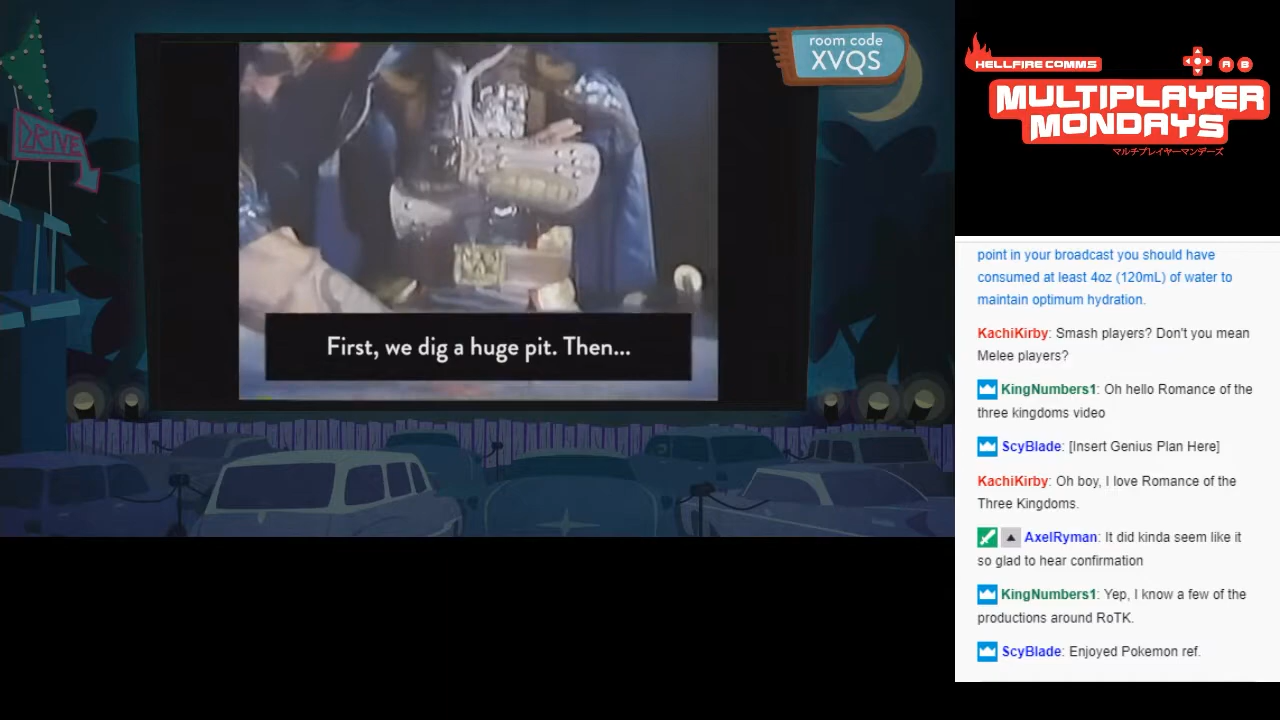 room code
XVQS
DRIVE
First, we dig a huge pit. Then...
HELLFIRE COMMS
A B
MULTIPLAYER
MONDAYS
マルチプレイヤーマンデーズ
point in your broadcast you should have
consumed at least 4oz (120mL) of water to
maintain optimum hydration.
KachiKirby: Smash players? Don't you mean
Melee players?
KingNumbers1: Oh hello Romance of the
three kingdoms video
ScyBlade: [Insert Genius Plan Here]
KachiKirby: Oh boy, I love Romance of the
Three Kingdoms.
AxelRyman: It did kinda seem like it
so glad to hear confirmation
KingNumbers1: Yep, I know a few of the
productions around RoTK.
ScyBlade: Enjoyed Pokemon ref.